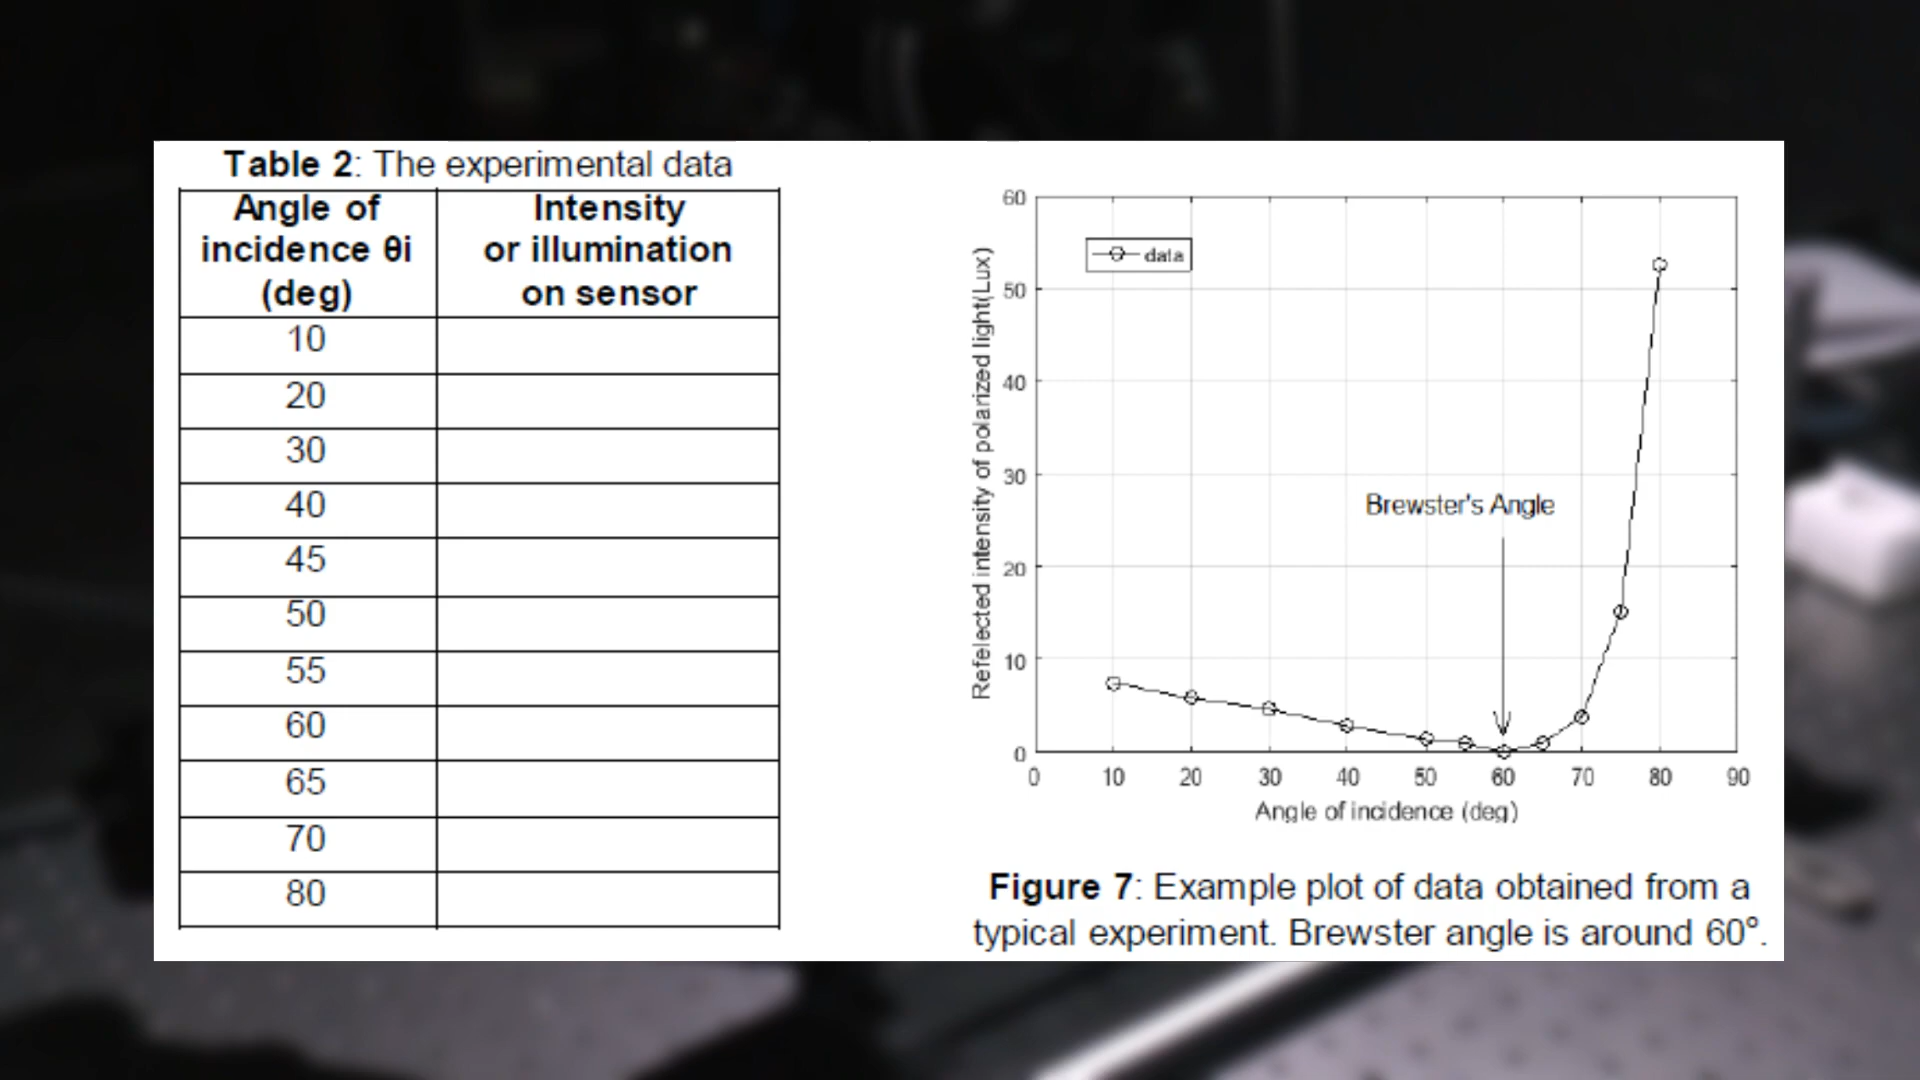 Table 2: The experimental data
Angle of
incidence θi
(deg)
Intensity
or illumination
on sensor
10
20
30
40
45
50
55
60
65
70
80
60
50
40
30
20
10
0
Refelected intensity of polarized light(Lux)
data
Brewster's Angle
0 10 20 30 40 50 60 70 80 90
Angle of incidence (deg)
Figure 7: Example plot of data obtained from a
typical experiment. Brewster angle is around 60°.